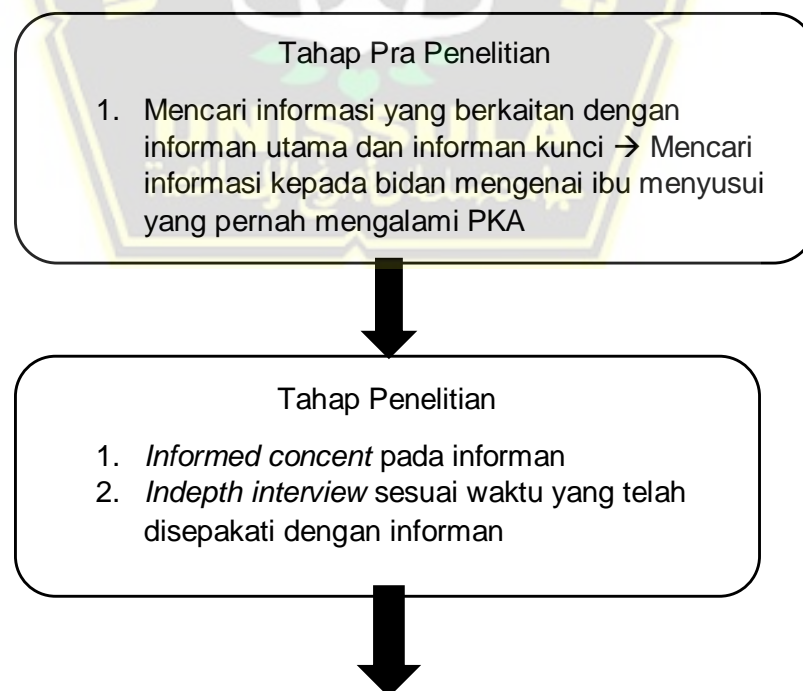 Tahap Pra Penelitian
1. Mencari informasi yang berkaitan dengan
informan utama dan informan kunci → Mencari
informasi kepada bidan mengenai ibu menyusui
yang pernah mengalami PKA
UNISSULA
Tahap Penelitian
1. Informed concent pada informan
2. Indepth interview sesuai waktu yang telah
disepakati dengan informan